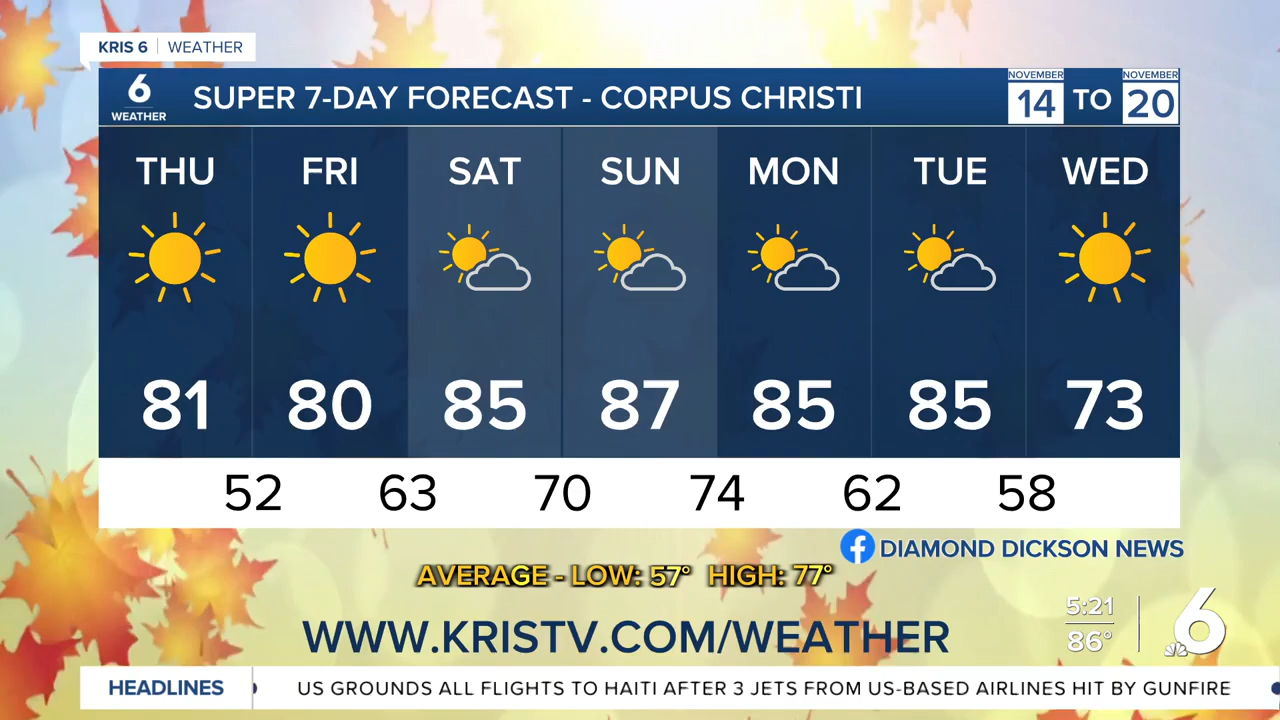 KRIS 6 | WEATHER
6
WEATHER
SUPER 7-DAY FORECAST - CORPUS CHRISTI
NOVEMBER
14
TO
NOVEMBER
20
THU FRI SAT SUN MON TUE WED
81 80 85 87 85 85 73
52 63 70 74 62 58
DIAMOND DICKSON NEWS
AVERAGE - LOW: 57° HIGH: 77°
WWW.KRISTV.COM/WEATHER
5:21
86°
6
HEADLINES
US GROUNDS ALL FLIGHTS TO HAITI AFTER 3 JETS FROM US-BASED AIRLINES HIT BY GUNFIRE